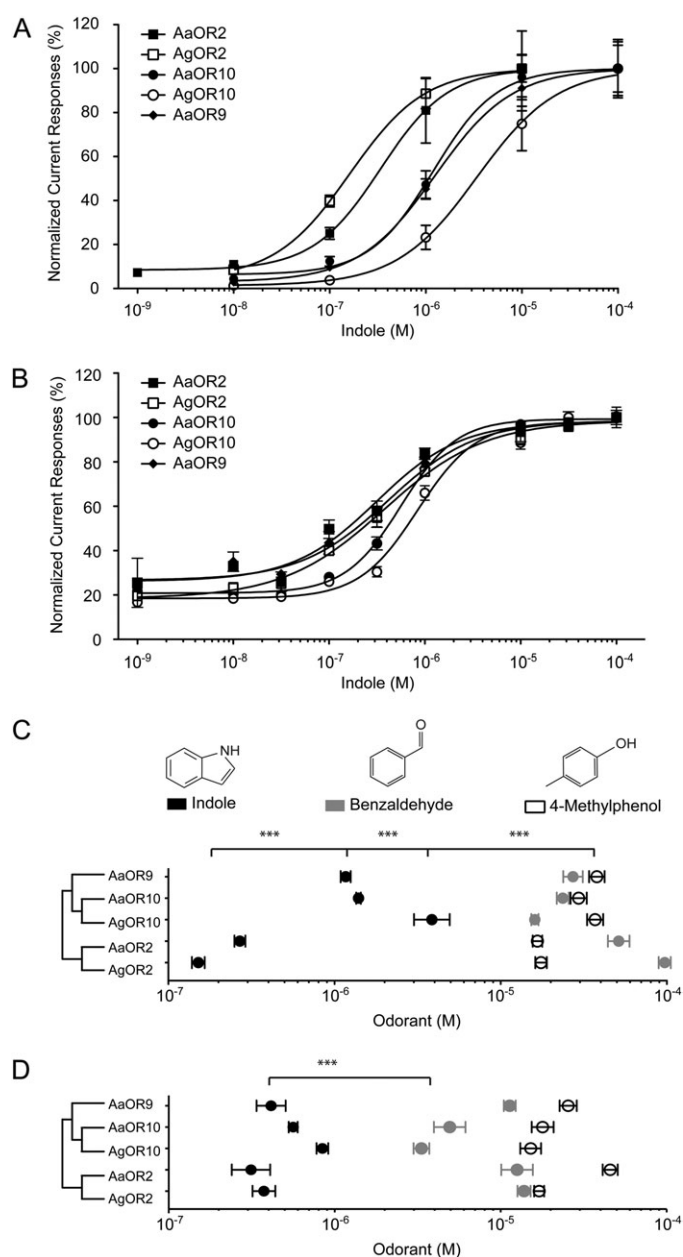 A
120
100
80
60
40
20
0
Normalized Current Responses (%)
AaOR2
AgOR2
AaOR10
AgOR10
AaOR9
10-9 10-8 10-7 10-6 10-5 10-4
Indole (M)
B
120
100
80
60
40
20
0
Normalized Current Responses (%)
AaOR2
AgOR2
AaOR10
AgOR10
AaOR9
10-9 10-8 10-7 10-6 10-5 10-4
Indole (M)
C
NH O OH
Indole Benzaldehyde 4-Methylphenol
*** *** ***
AaOR9
AaOR10
AgOR10
AaOR2
AgOR2
10-7 10-6 10-5 10-4
Odorant (M)
D
***
AaOR9
AaOR10
AgOR10
AaOR2
AgOR2
10-7 10-6 10-5 10-4
Odorant (M)